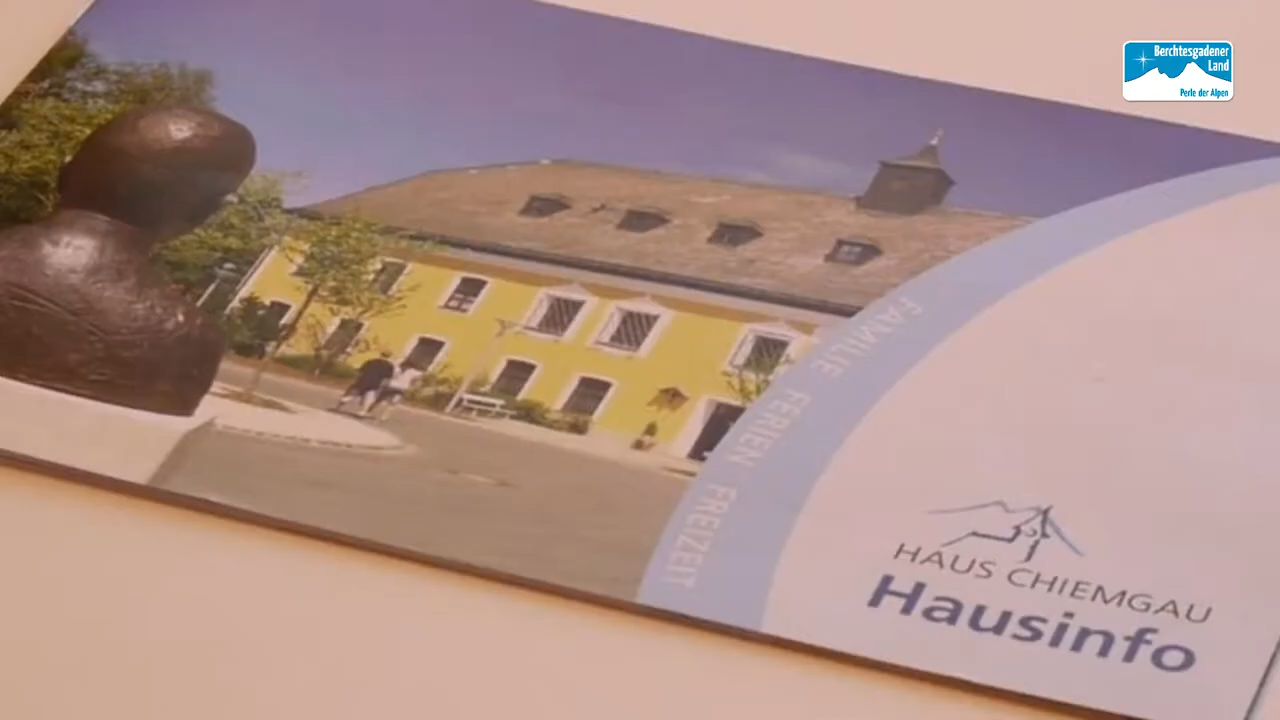 Berchtesgadener
Land
Perle der Alpen
FAMILIE FERIEN FREIZEIT
HAUS CHIEMGAU
Hausinfo